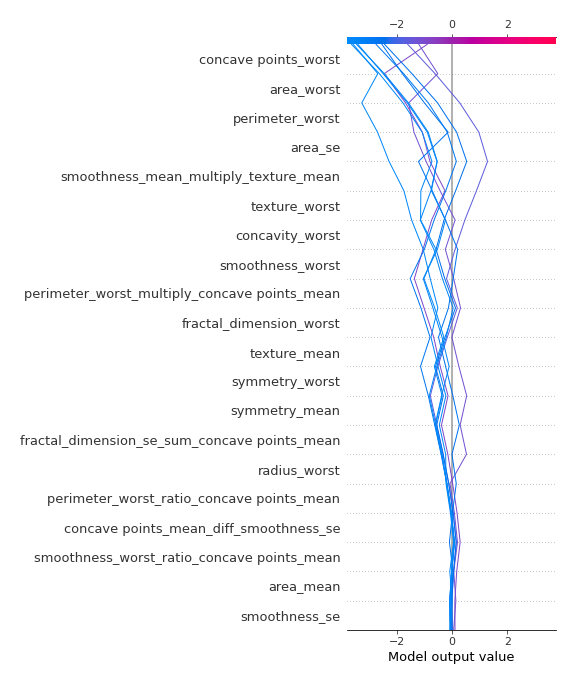 −2 0 2
concave points_worst
area_worst
perimeter_worst
area_se
smoothness_mean_multiply_texture_mean
texture_worst
concavity_worst
smoothness_worst
perimeter_worst_multiply_concave points_mean
fractal_dimension_worst
texture_mean
symmetry_worst
symmetry_mean
fractal_dimension_se_sum_concave points_mean
radius_worst
perimeter_worst_ratio_concave points_mean
concave points_mean_diff_smoothness_se
smoothness_worst_ratio_concave points_mean
area_mean
smoothness_se
−2 0 2
Model output value